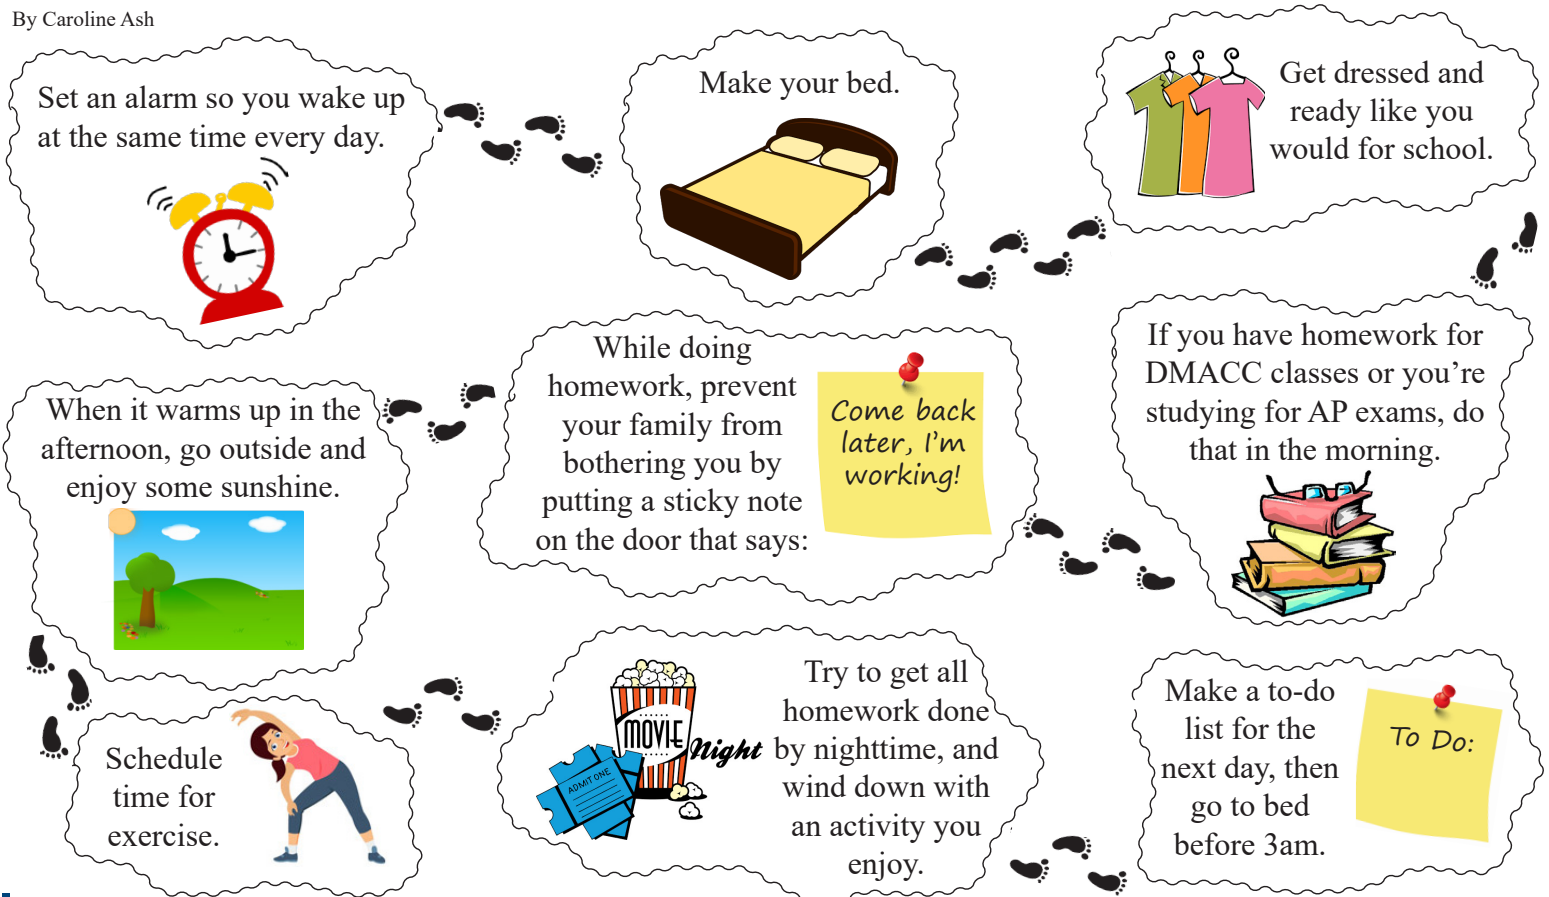 By Caroline Ash
Set an alarm so you wake up
at the same time every day.
Make your bed.
Get dressed and
ready like you
would for school.
If you have homework for
DMACC classes or you’re
studying for AP exams, do
that in the morning.
While doing
homework, prevent
your family from
bothering you by
putting a sticky note
on the door that says:
Come back
later, I’m
working!
When it warms up in the
afternoon, go outside and
enjoy some sunshine.
Schedule
time for
exercise.
MOVIE
Night
ADMIT ONE
Try to get all
homework done
by nighttime, and
wind down with
an activity you
enjoy.
Make a to-do
list for the
next day, then
go to bed
before 3am.
To Do: